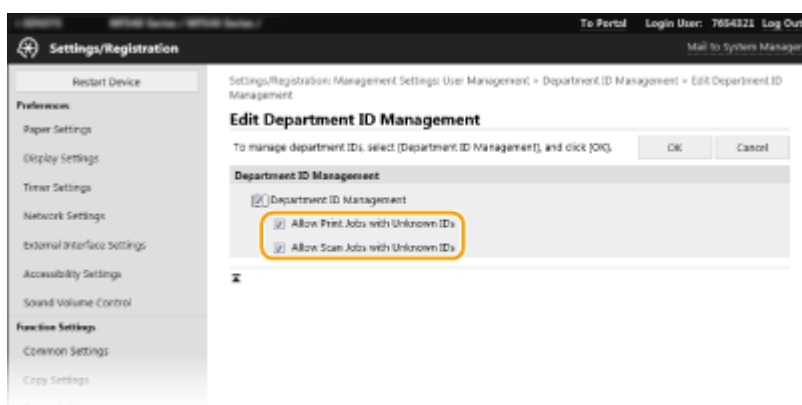 To Portal Login User: 7654321 Log Out
Settings/Registration
Mail to System Manager
Restart Device
Preferences
Paper Settings
Display Settings
Timer Settings
Network Settings
External Interface Settings
Accessibility Settings
Sound Volume Control
Function Settings
Common Settings
Copy Settings
Settings/Registration: Management Settings: User Management > Department ID Management > Edit Department ID
Management
Edit Department ID Management
To manage department IDs, select [Department ID Management], and click [OK].
OK
Cancel
Department ID Management
Department ID Management
Allow Print Jobs with Unknown IDs
Allow Scan Jobs with Unknown IDs